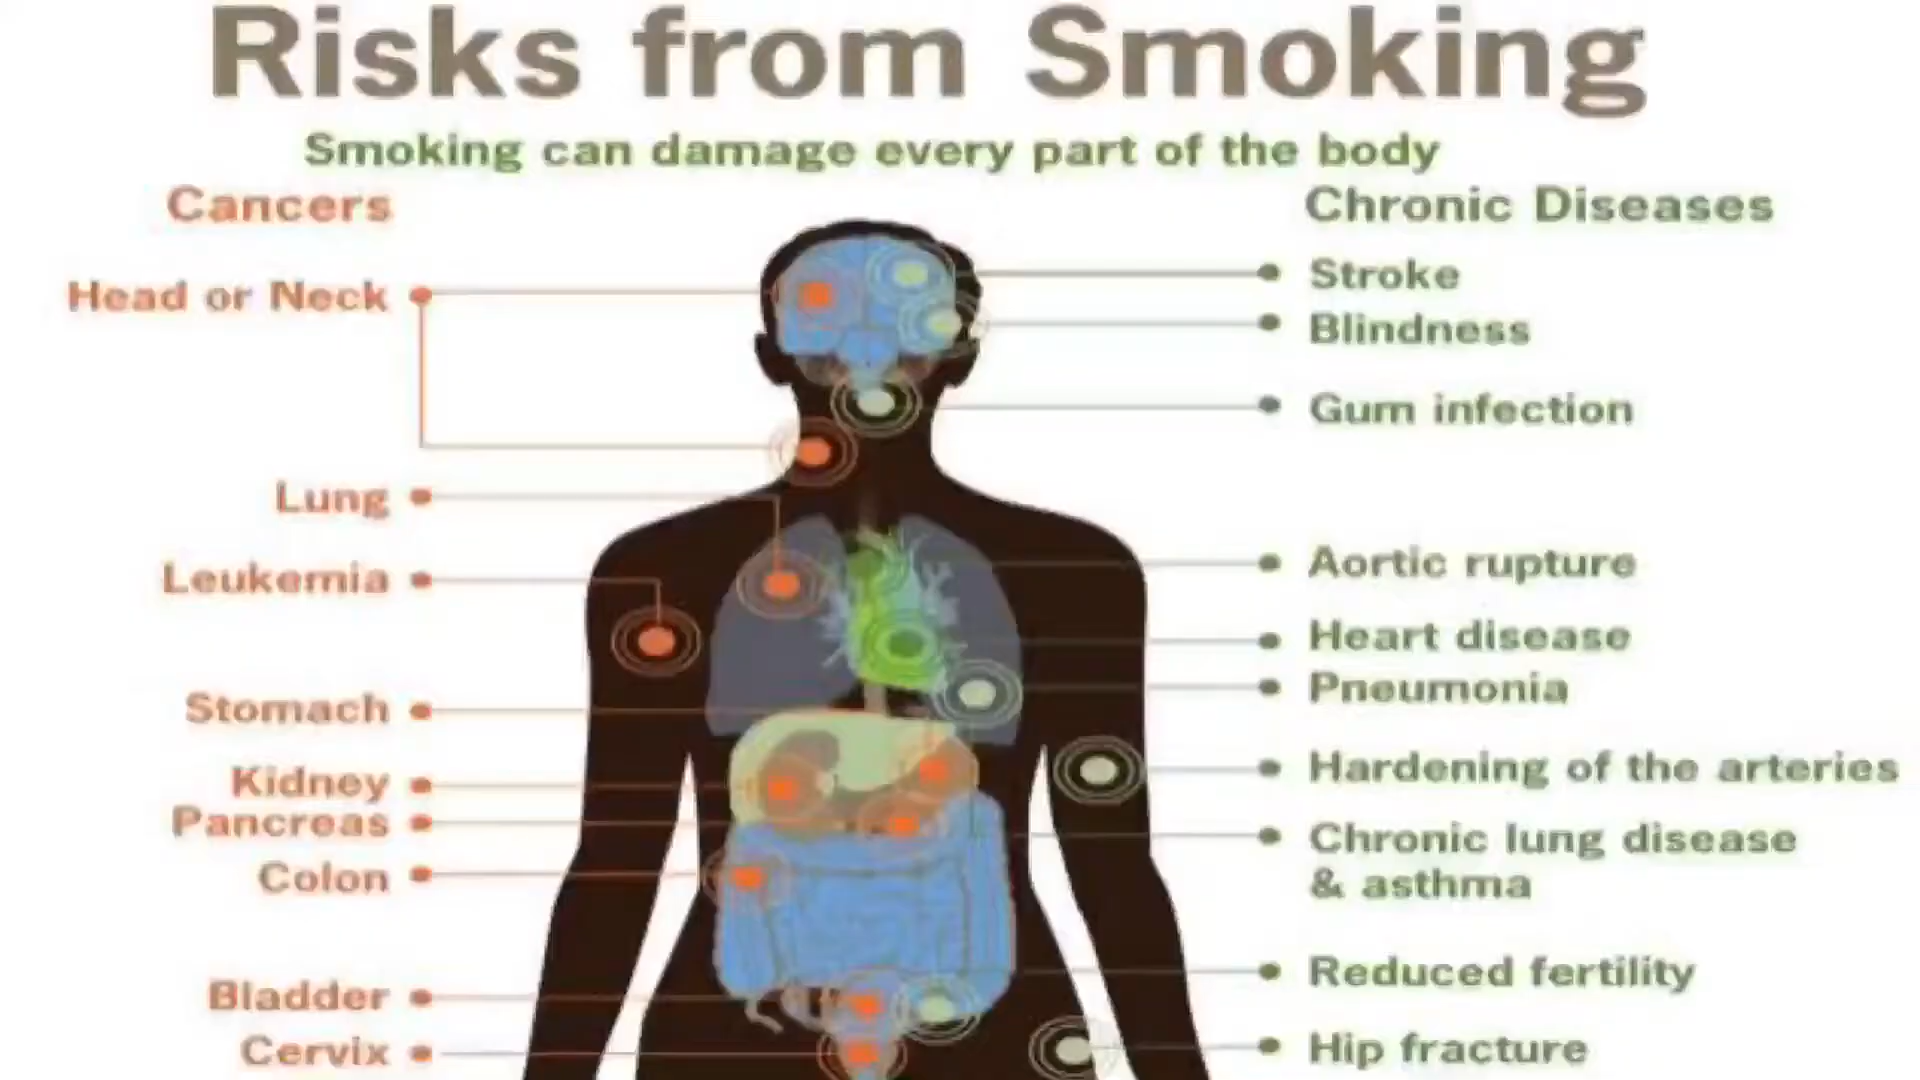 Risks from Smoking
Smoking can damage every part of the body
Cancers
Head or Neck
Lung
Leukemia
Stomach
Kidney
Pancreas
Colon
Bladder
Cervix
Chronic Diseases
Stroke
Blindness
Gum infection
Aortic rupture
Heart disease
Pneumonia
Hardening of the arteries
Chronic lung disease
& asthma
Reduced fertility
Hip fracture